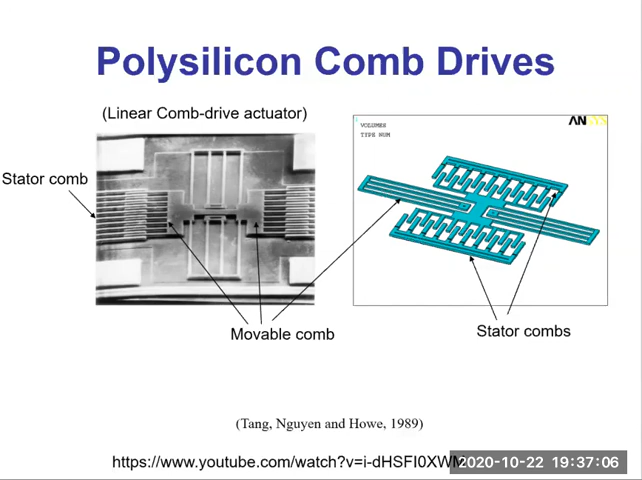 Polysilicon Comb Drives
(Linear Comb-drive actuator)
VOLUMES
TYPE NUM
ANSYS
Stator comb
Movable comb
Stator combs
(Tang, Nguyen and Howe, 1989)
https://www.youtube.com/watch?v=i-dHSFI0XWM
2020-10-22 19:37:06